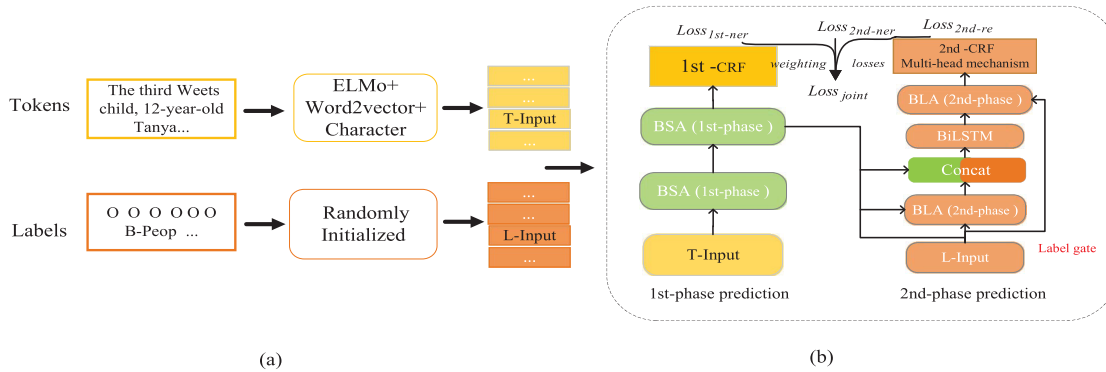 Tokens
The third Weets
child, 12-year-old
Tanya...
ELMo+
Word2vector+
Character
...
...
T-Input
...
Labels
O O O O O O
B-Peop ...
Randomly
Initialized
...
...
L-Input
...
(a)
Loss1st-ner
Loss2nd-ner
Loss2nd-re
weighting
losses
Lossjoint
1st -CRF
BSA (1st-phase )
BSA (1st-phase )
T-Input
1st-phase prediction
2nd -CRF
Multi-head mechanism
BLA (2nd-phase )
BiLSTM
Concat
BLA (2nd-phase )
Label gate
L-Input
2nd-phase prediction
(b)